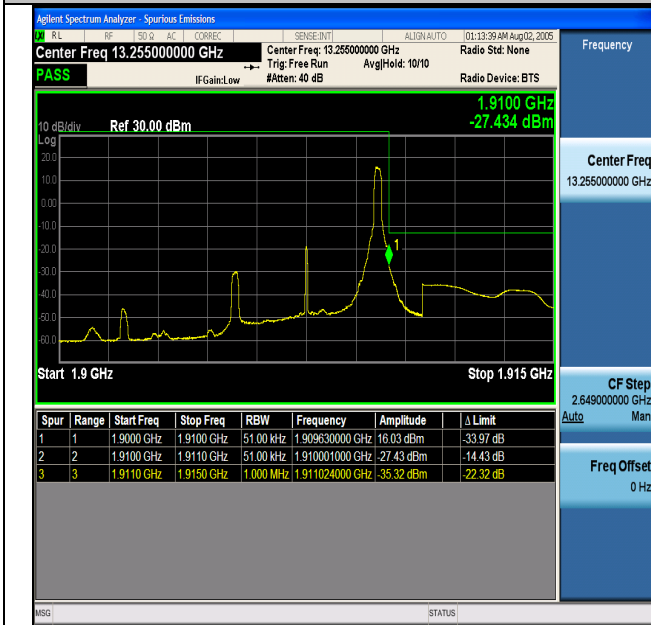 Agilent Spectrum Analyzer - Spurious Emissions
RL RF 50 Ω AC CORREC SENSE:INT ALIGN AUTO 01:13:39 AM Aug 02, 2005
Center Freq 13.255000000 GHz
Center Freq: 13.255000000 GHz
Radio Std: None
Trig: Free Run Avg|Hold: 10/10
PASS
IFGain:Low
#Atten: 40 dB
Radio Device: BTS
1.9100 GHz
-27.434 dBm
10 dB/div Ref 30.00 dBm
Log
20.0
10.0
0.00
-10.0
-20.0
-30.0
-40.0
-50.0
-60.0
1
Start 1.9 GHz
Stop 1.915 GHz
Spur Range Start Freq Stop Freq RBW Frequency Amplitude Δ Limit
1 1 1.9000 GHz 1.9100 GHz 51.00 kHz 1.909630000 GHz 16.03 dBm -33.97 dB
2 2 1.9100 GHz 1.9110 GHz 51.00 kHz 1.910001000 GHz -27.43 dBm -14.43 dB
3 3 1.9110 GHz 1.9150 GHz 1.000 MHz 1.911024000 GHz -35.32 dBm -22.32 dB
MSG
STATUS
Frequency
Center Freq
13.255000000 GHz
CF Step
2.649000000 GHz
Auto Man
Freq Offset
0 Hz